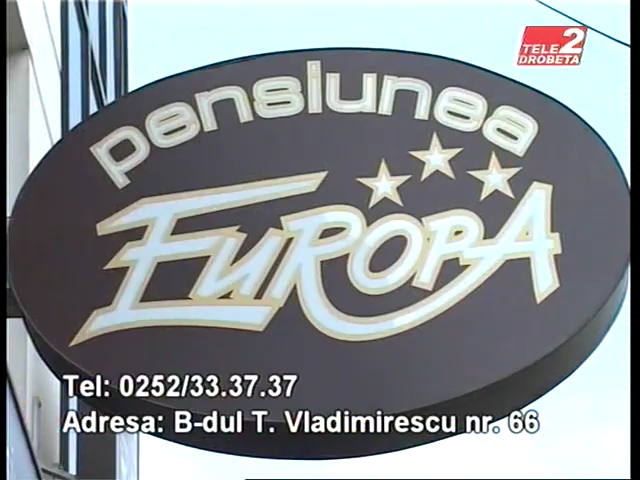 TELE 2
DROBETA
pensiunea
EUROPA
Tel: 0252/33.37.37
Adresa: B-dul T. Vladimirescu nr. 66